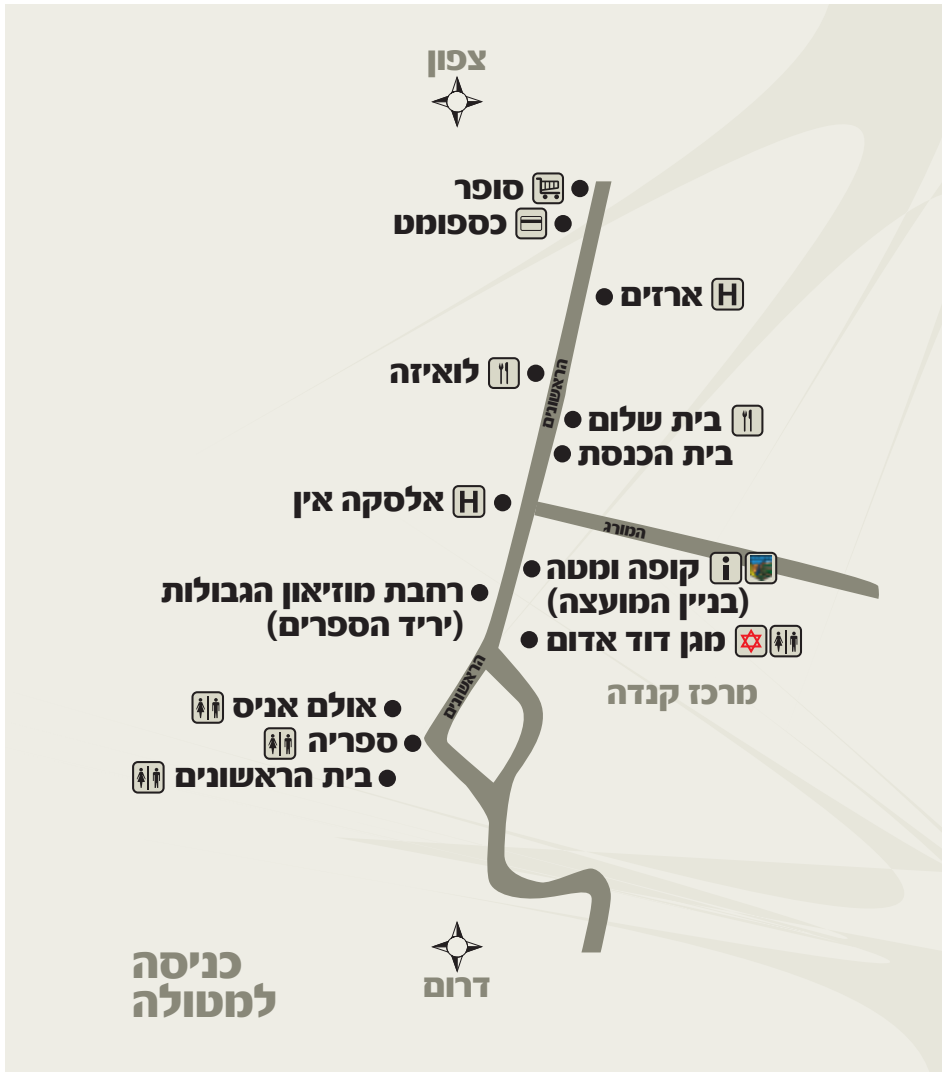 צפון
סופר
כספומט
H ארזים
לואיזה
הראשונים
בית שלום
בית הכנסת
H אלסקה אין
המורג
i קופה ומטה
(בניין המועצה)
רחבת מוזיאון הגבולות
(יריד הספרים)
מגן דוד אדום
הראשונים
מרכז קנדה
אולם אניס
ספריה
בית הראשונים
כניסה
למטולה
דרום